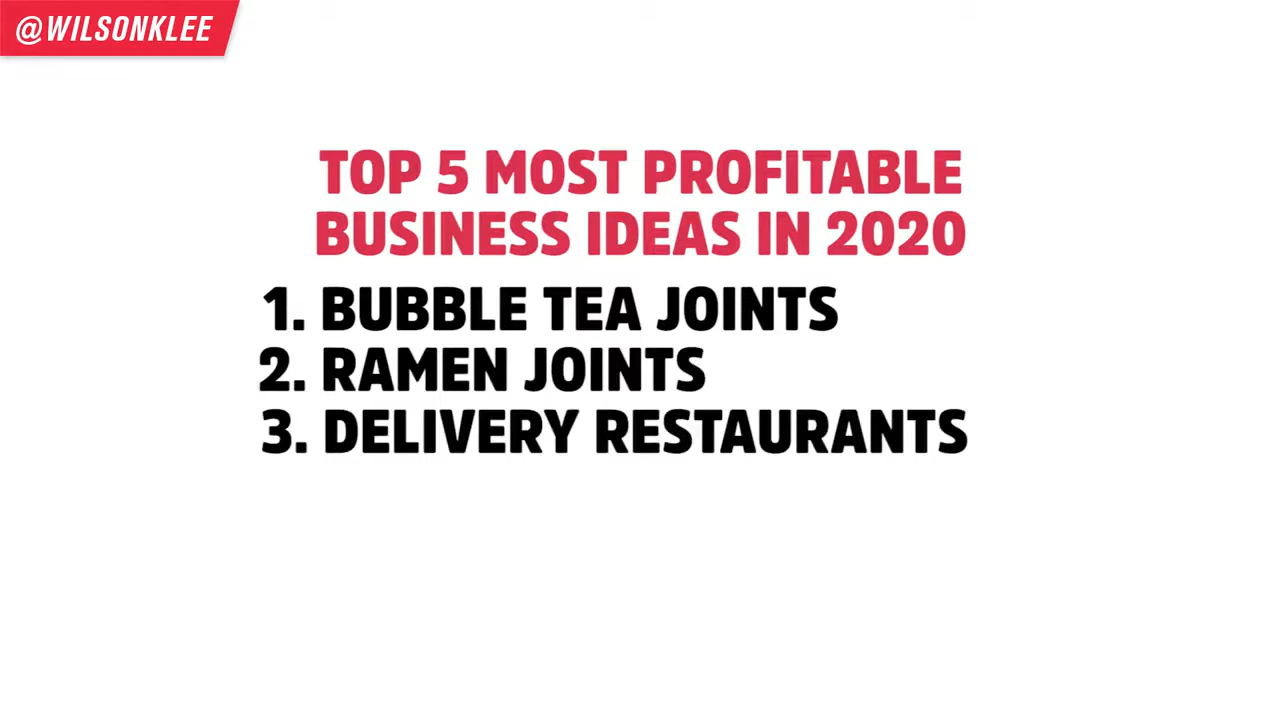 @WILSONKLEE
TOP 5 MOST PROFITABLE
BUSINESS IDEAS IN 2020
1. BUBBLE TEA JOINTS
2. RAMEN JOINTS
3. DELIVERY RESTAURANTS